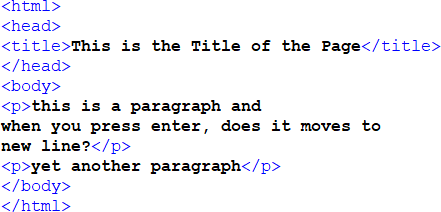 <html>
<head>
<title>This is the Title of the Page</title>
</head>
<body>
<p>this is a paragraph and
when you press enter, does it moves to
new line?</p>
<p>yet another paragraph</p>
</body>
</html>